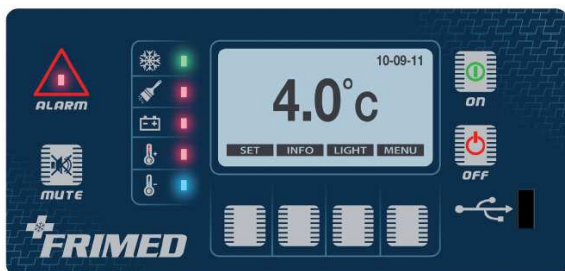 10-09-11
4.0°c
SET INFO LIGHT MENU
ALARM
MUTE
ON
OFF
FRIMED